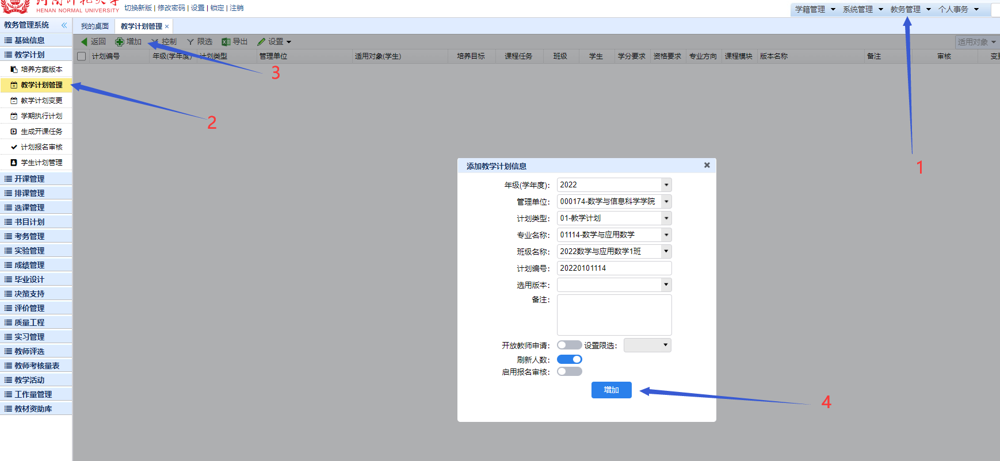 河南师范大学
HENAN NORMAL UNIVERSITY
切换新版 | 修改密码 | 设置 | 锁定 | 注销
学籍管理 系统管理 教务管理 个人事务
教务管理系统
我的桌面 教学计划管理 ×
返回 增加 控制 限选 导出 设置
适用对象
计划编号 年级(学年度) 计划类型 管理单位 适用对象(学生) 培养目标 课程任务 班级 学生 学分要求 资格要求 专业方向 课程模块 版本名称 备注 审核
基础信息
教学计划
培养方案版本
教学计划管理
教学计划变更
学期执行计划
生成开课任务
计划报名审核
学生计划管理
开课管理
排课管理
选课管理
书目计划
考务管理
实验管理
成绩管理
毕业设计
决策支持
评价管理
质量工程
实习管理
教师评选
教师考核量表
教学活动
工作量管理
教材资助库
1
2
3
添加教学计划信息
年级(学年度)： 2022
管理单位： 000174-数学与信息科学学院
计划类型： 01-教学计划
专业名称： 01114-数学与应用数学
班级名称： 2022数学与应用数学1班
计划编号： 20220101114
选用版本：
备注：
开放教师申请： 设置限选：
刷新人数：
启用报名审核：
增加
4